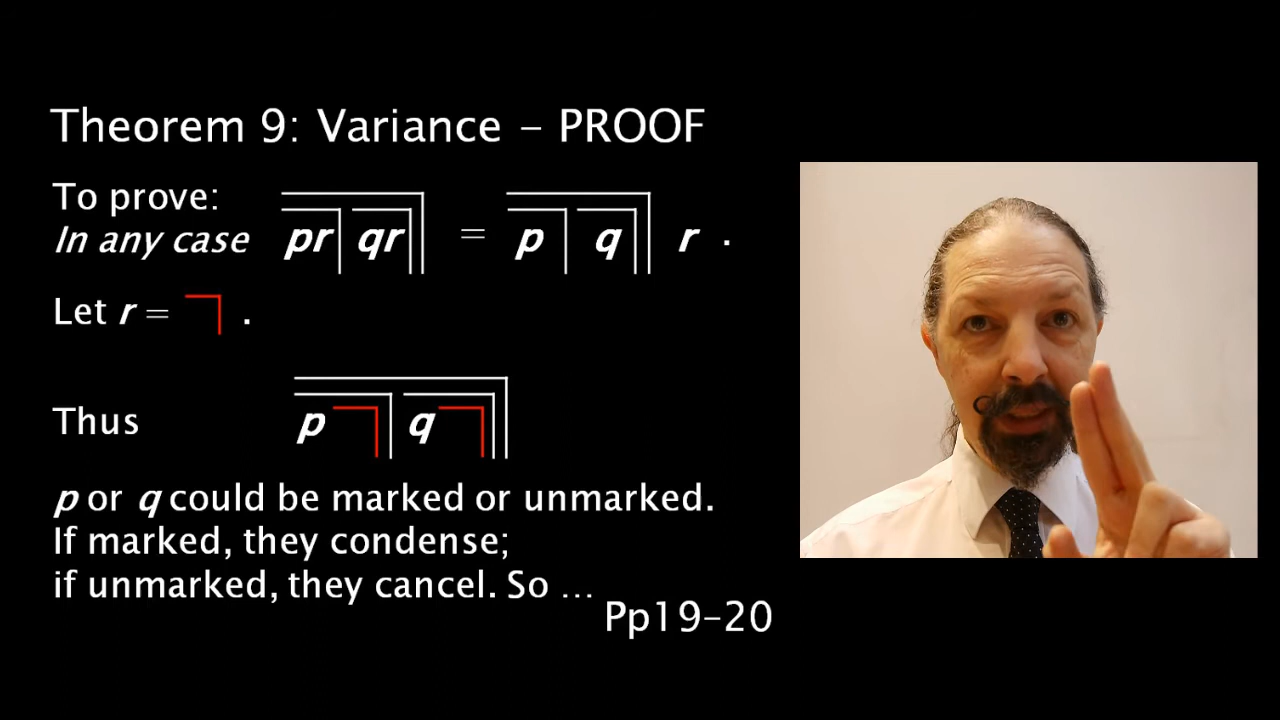 Theorem 9: Variance – PROOF
To prove:
In any case pr qr = p q r .
Let r = .
Thus p q
p or q could be marked or unmarked.
If marked, they condense;
if unmarked, they cancel. So ...
Pp19–20